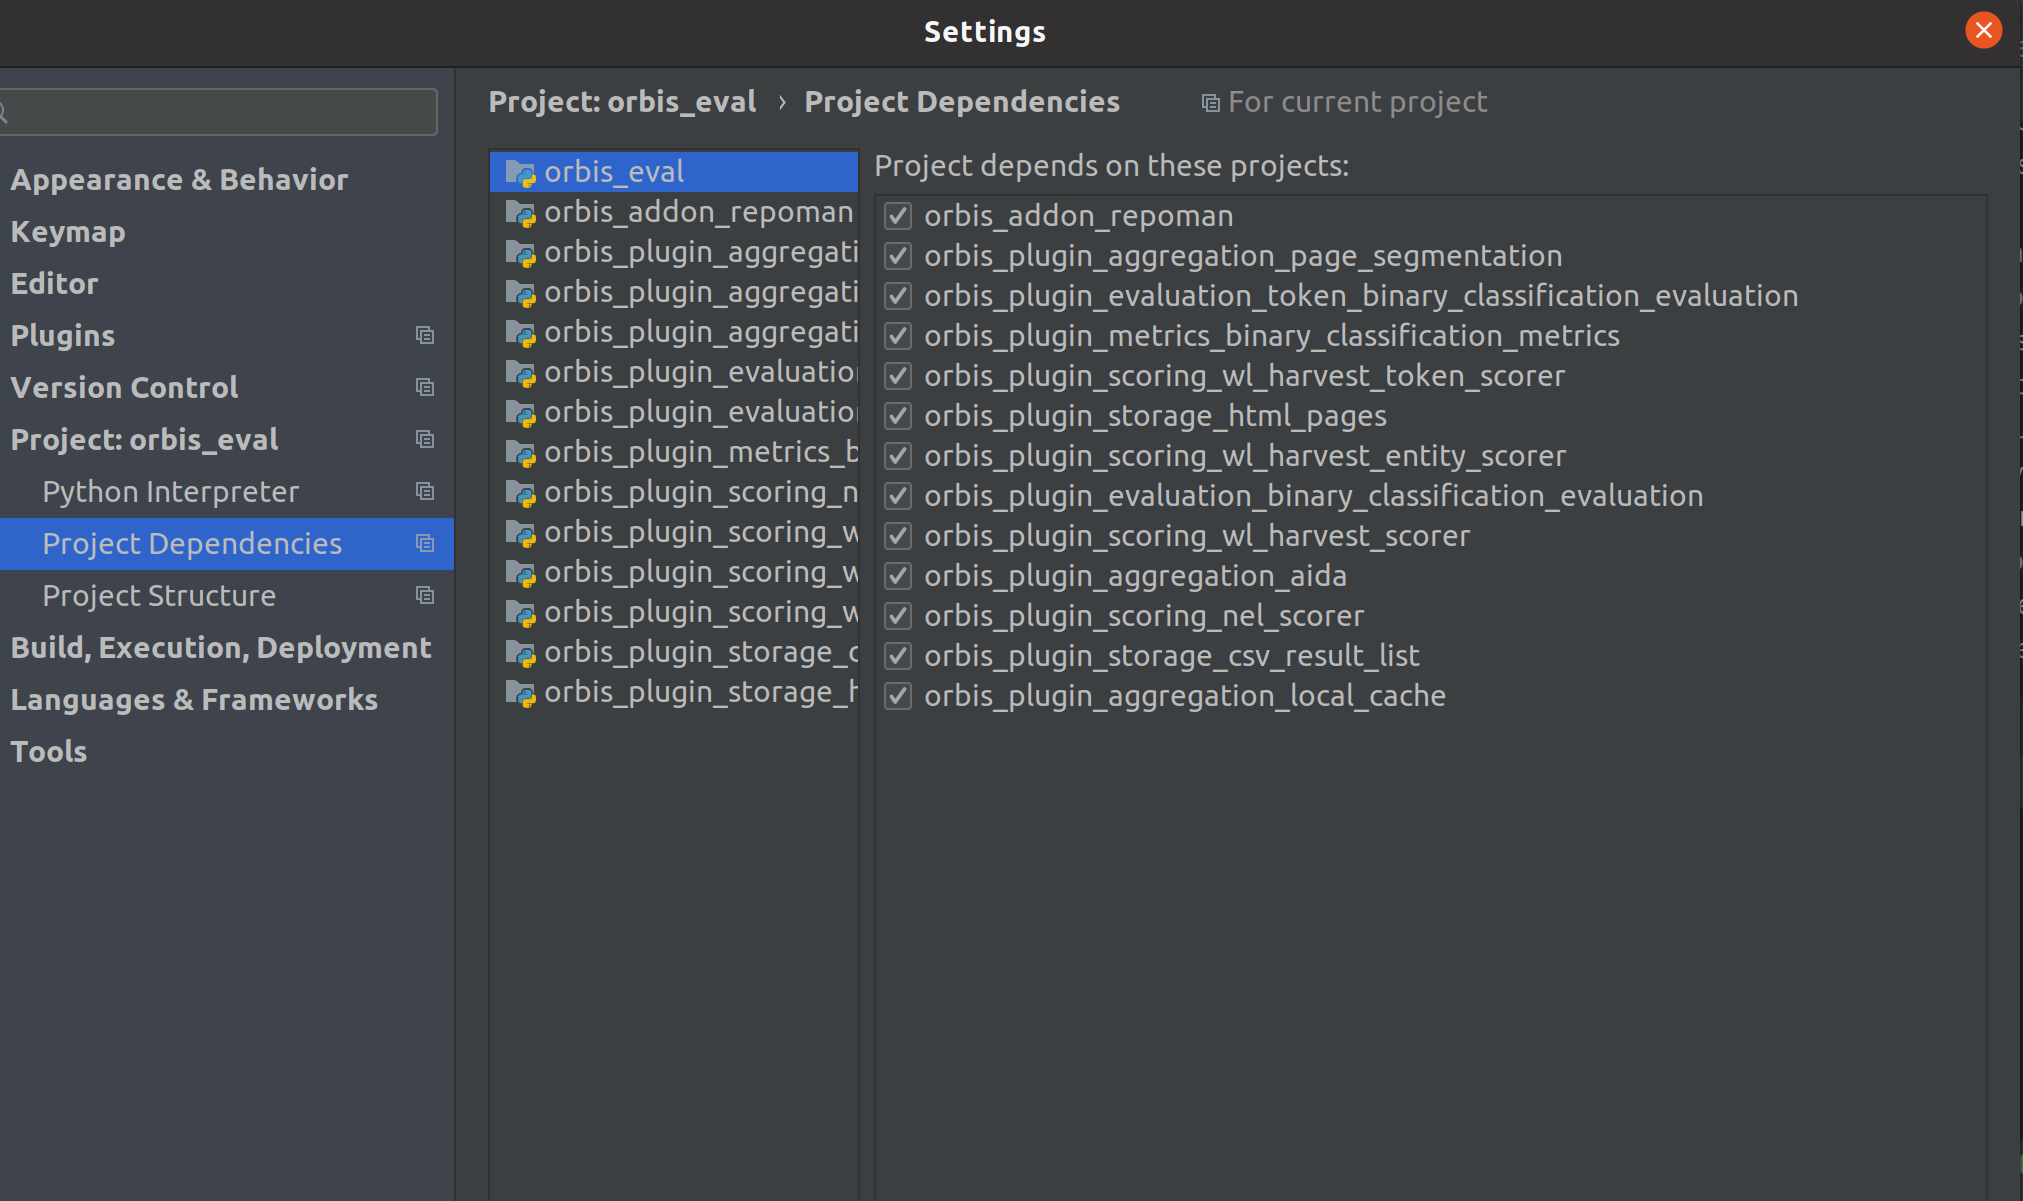 Settings
Project: orbis_eval › Project Dependencies
For current project
Appearance & Behavior
Keymap
Editor
Plugins
Version Control
Project: orbis_eval
Python Interpreter
Project Dependencies
Project Structure
Build, Execution, Deployment
Languages & Frameworks
Tools
orbis_eval
orbis_addon_repoman
orbis_plugin_aggregati
orbis_plugin_aggregati
orbis_plugin_aggregati
orbis_plugin_evaluation
orbis_plugin_evaluation
orbis_plugin_metrics_b
orbis_plugin_scoring_n
orbis_plugin_scoring_w
orbis_plugin_scoring_w
orbis_plugin_scoring_w
orbis_plugin_storage_c
orbis_plugin_storage_h
Project depends on these projects:
orbis_addon_repoman
orbis_plugin_aggregation_page_segmentation
orbis_plugin_evaluation_token_binary_classification_evaluation
orbis_plugin_metrics_binary_classification_metrics
orbis_plugin_scoring_wl_harvest_token_scorer
orbis_plugin_storage_html_pages
orbis_plugin_scoring_wl_harvest_entity_scorer
orbis_plugin_evaluation_binary_classification_evaluation
orbis_plugin_scoring_wl_harvest_scorer
orbis_plugin_aggregation_aida
orbis_plugin_scoring_nel_scorer
orbis_plugin_storage_csv_result_list
orbis_plugin_aggregation_local_cache